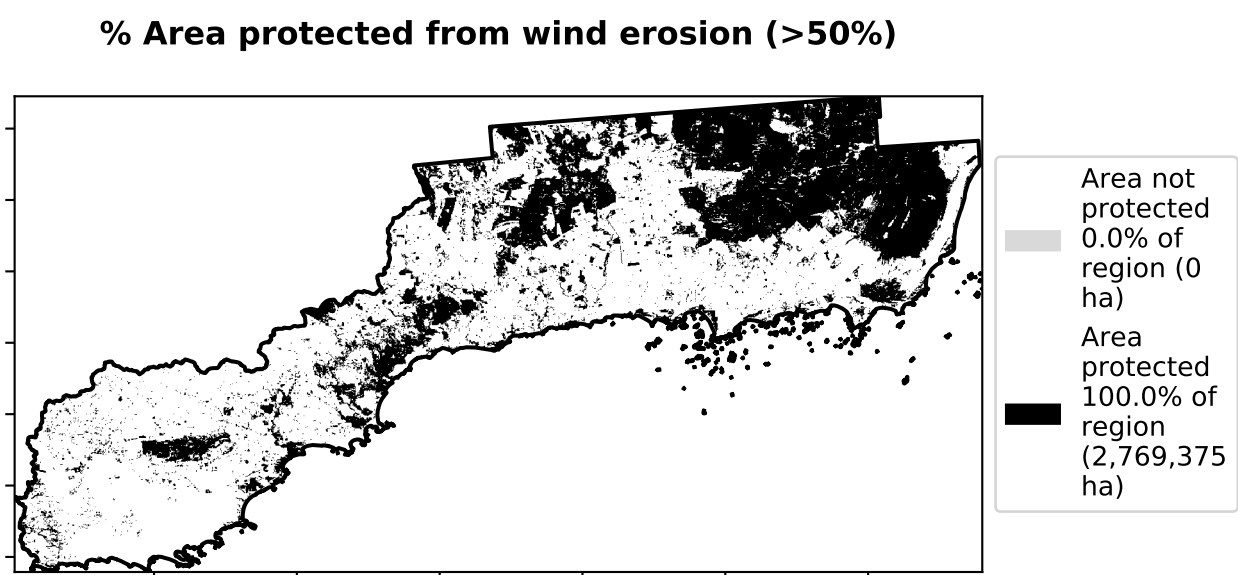 % Area protected from wind erosion (>50%)
Area not
protected
0.0% of
region (0
ha)
Area
protected
100.0% of
region
(2,769,375
ha)